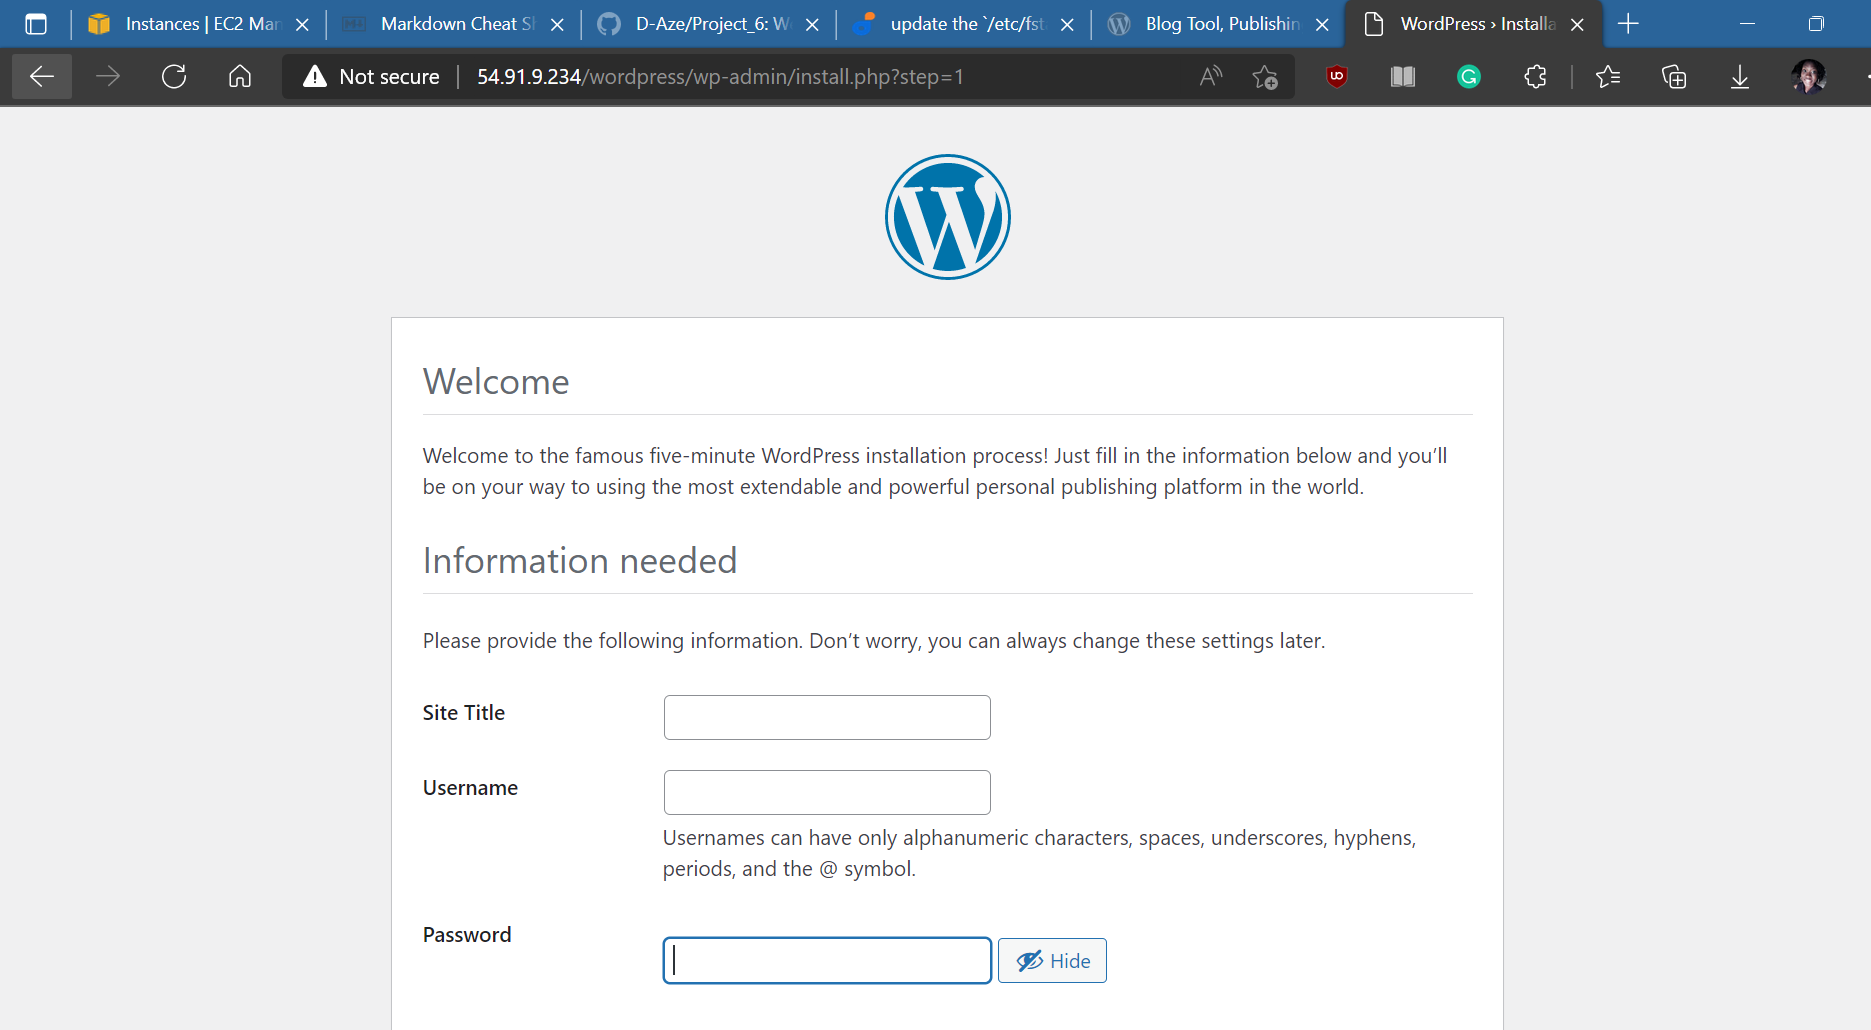 Instances | EC2 Man
Markdown Cheat Sh
D-Aze/Project_6: We
update the `/etc/fst
Blog Tool, Publishin
WordPress › Installa
Not secure
54.91.9.234/wordpress/wp-admin/install.php?step=1
Welcome
Welcome to the famous five-minute WordPress installation process! Just fill in the information below and you’ll
be on your way to using the most extendable and powerful personal publishing platform in the world.
Information needed
Please provide the following information. Don’t worry, you can always change these settings later.
Site Title
Username
Usernames can have only alphanumeric characters, spaces, underscores, hyphens,
periods, and the @ symbol.
Password
Hide